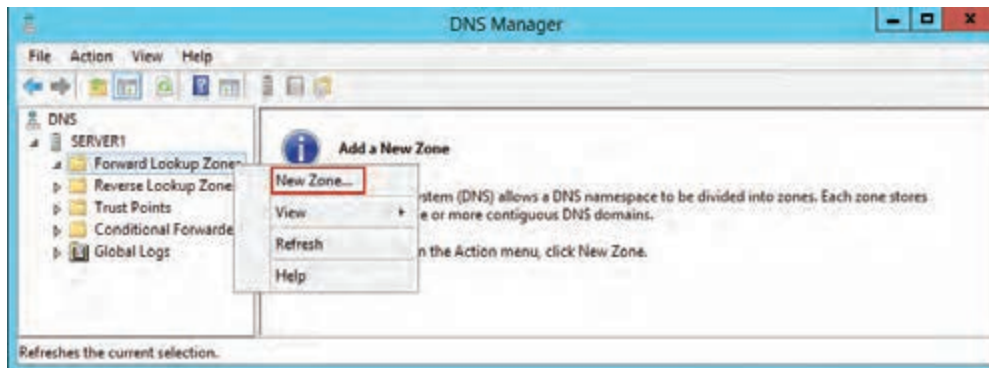 DNS Manager
File Action View Help
DNS
SERVER1
Forward Lookup Zones
Reverse Lookup Zone
Trust Points
Conditional Forwarde
Global Logs
New Zone...
View
Refresh
Help
Add a New Zone
stem (DNS) allows a DNS namespace to be divided into zones. Each zone stores
e or more contiguous DNS domains.
n the Action menu, click New Zone.
Refreshes the current selection.